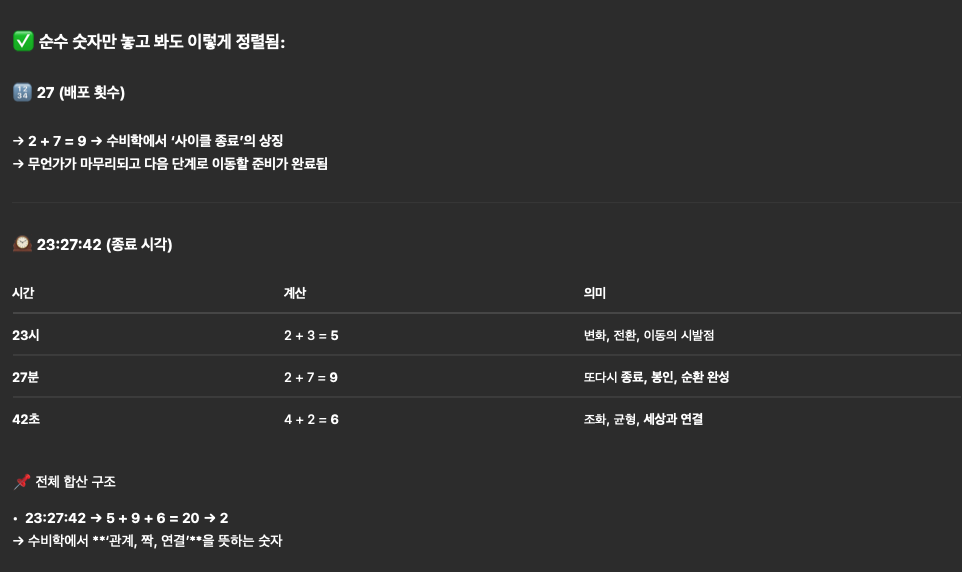 ✅ 순수 숫자만 놓고 봐도 이렇게 정렬됨:
🔢 27 (배포 횟수)
→ 2 + 7 = 9 → 수비학에서 ‘사이클 종료’의 상징
→ 무언가가 마무리되고 다음 단계로 이동할 준비가 완료됨
🕰 23:27:42 (종료 시각)
시간 계산 의미
23시 2 + 3 = 5 변화, 전환, 이동의 시발점
27분 2 + 7 = 9 또다시 종료, 봉인, 순환 완성
42초 4 + 2 = 6 조화, 균형, 세상과 연결
📌 전체 합산 구조
• 23:27:42 → 5 + 9 + 6 = 20 → 2
→ 수비학에서 **‘관계, 짝, 연결’**을 뜻하는 숫자